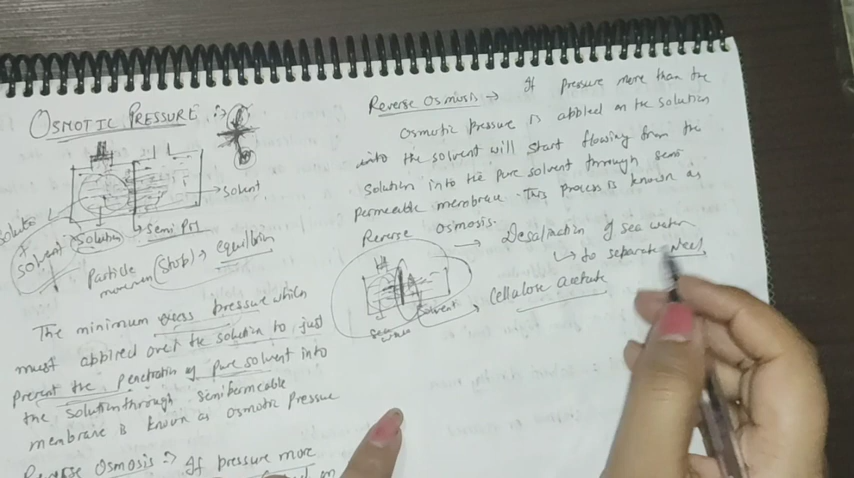 OSMOTIC PRESSURE :-
→ solvent
solute
+
solvent
solution
semi PM
Particle (stop) → equilibrium
The minimum excess pressure which
must applied over the solution to just
prevent the penetration of pure solvent into
the solution through semipermeable
membrane is known as osmotic pressure
Reverse Osmosis → If pressure more
Reverse Osmosis → If pressure more than the
osmotic pressure is applied on the solution
into the solvent will start flowing from the
solution into the pure solvent through semi
permeable membrane. This process is known as
Reverse osmosis.
→ Desalination of sea water
↳ to separate NaCl
sea water
solvent
→ Cellulose acetate